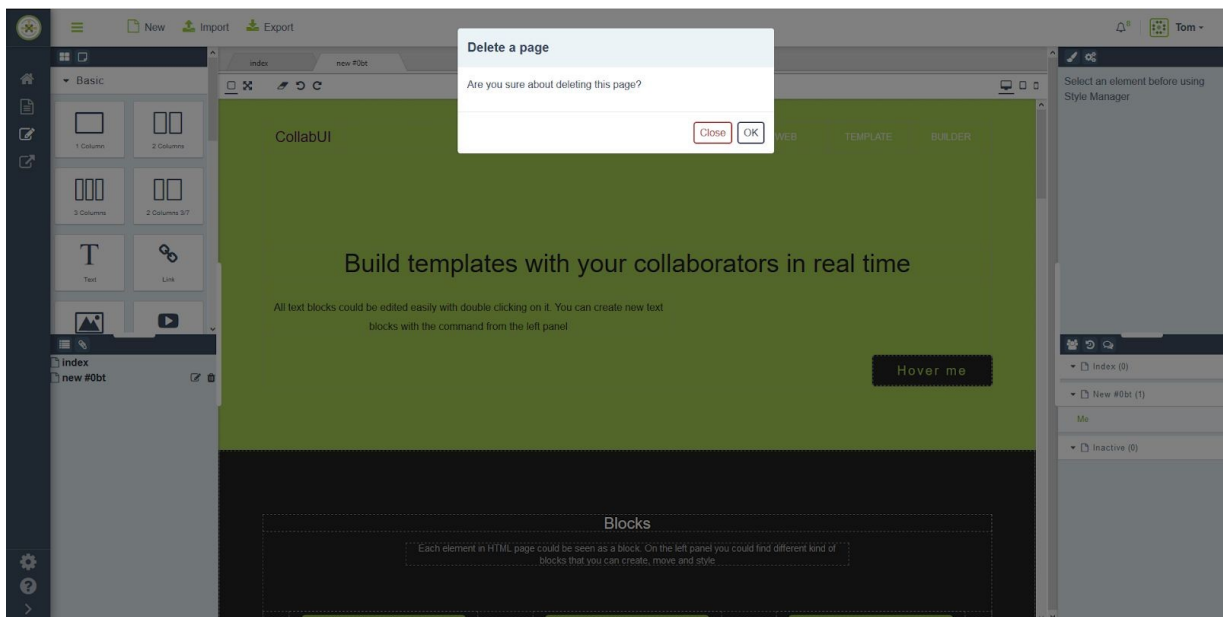 New Import Export
Tom
Delete a page
Are you sure about deleting this page?
Close OK
index new #0bt
Basic
1 Column 2 Columns
3 Columns 2 Columns 3/7
Text Link
index
new #0bt
CollabUI WEB TEMPLATE BUILDER
Build templates with your collaborators in real time
All text blocks could be edited easily with double clicking on it. You can create new text
blocks with the command from the left panel
Hover me
Blocks
Each element in HTML page could be seen as a block. On the left panel you could find different kind of
blocks that you can create, move and style
Select an element before using
Style Manager
Index (0)
New #0bt (1)
Me
Inactive (0)